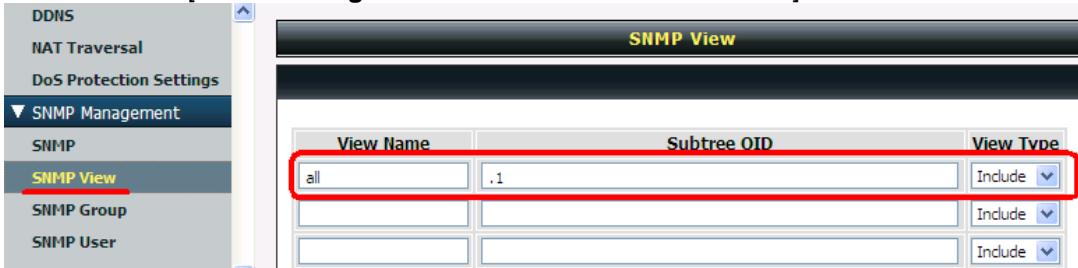 DDNS
NAT Traversal
DoS Protection Settings
SNMP Management
SNMP
SNMP View
SNMP Group
SNMP User
SNMP View
View Name Subtree OID View Type
all .1 Include
Include
Include